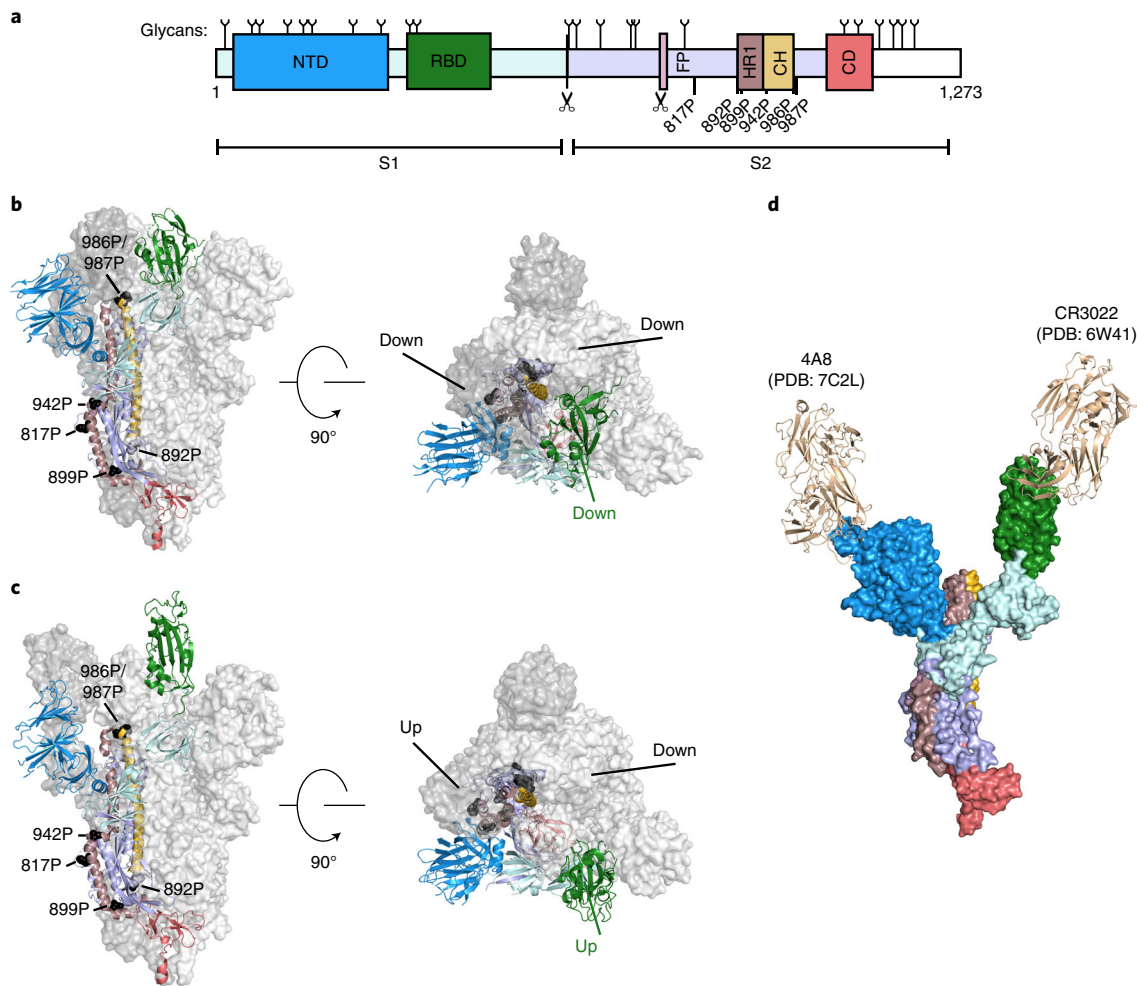 a
Glycans:
NTD
RBD
FP
HR1
CH
CD
1
817P
892P
899P
942P
986P
987P
1,273
S1
S2
b
986P/
987P
942P
817P
899P
892P
90°
Down
Down
Down
c
986P/
987P
942P
817P
899P
892P
90°
Up
Down
Up
d
4A8
(PDB: 7C2L)
CR3022
(PDB: 6W41)